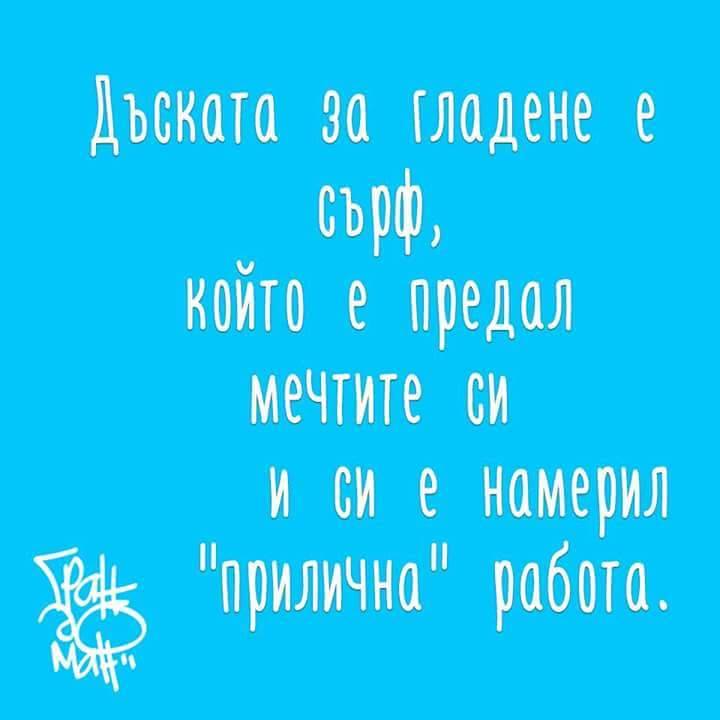 Дъската за гладене е
сърф,
който е предал
мечтите си
и си е намерил
"прилична" работа.